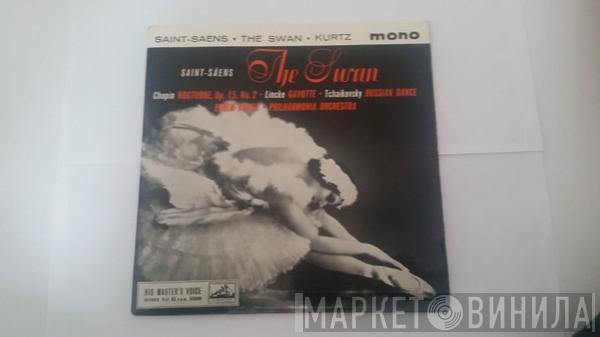 SAINT-SAËNS • THE SWAN • KURTZ mono
SAINT-SÁENS The Swan
Chopin NOCTURNE, Op. 15, No. 2 • Lincke GAVOTTE • Tchaikovsky RUSSIAN DANCE
PHILHARMONIA ORCHESTRA
HIS MASTER'S VOICE
МАРКЕТ ВИНИЛА